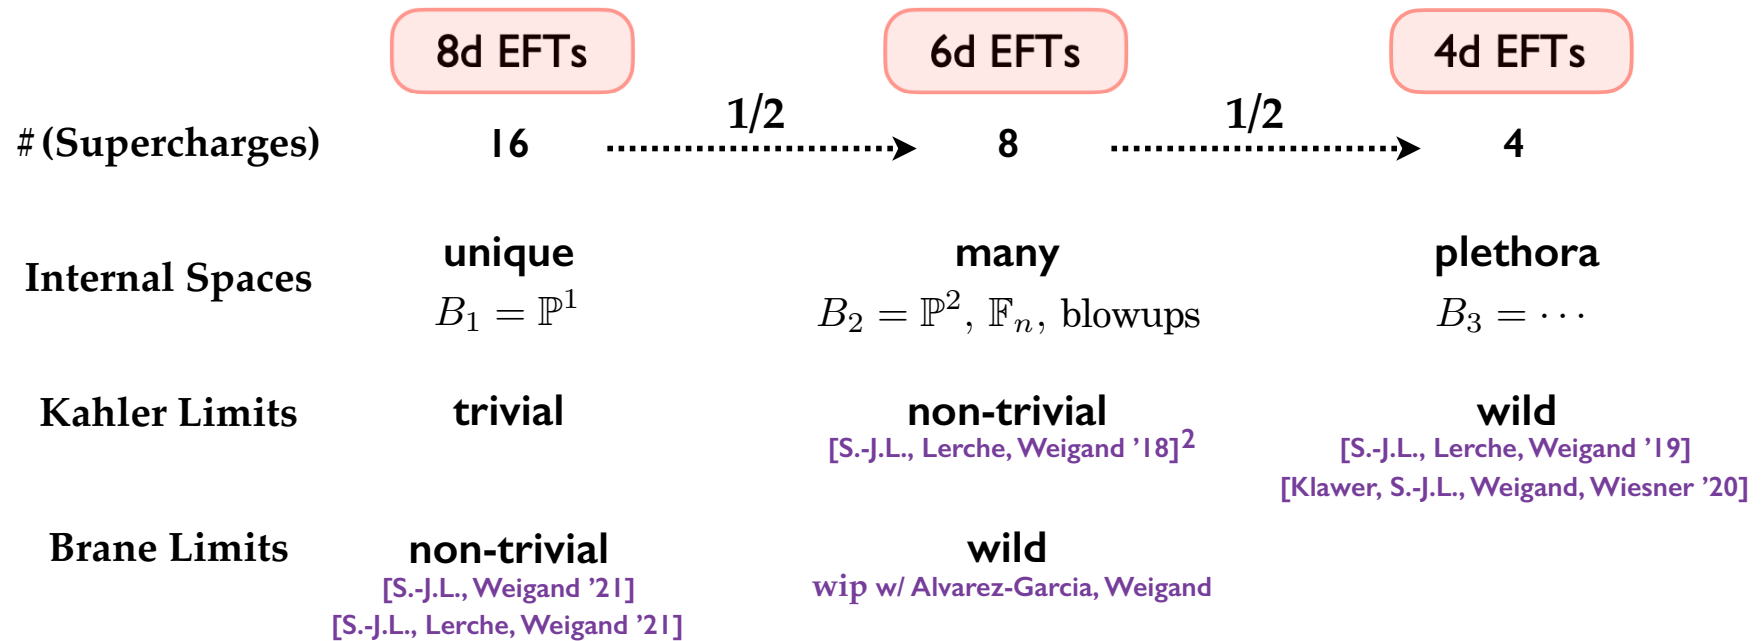 8d EFTs 6d EFTs 4d EFTs
1/2 1/2
# (Supercharges) 16 8 4
Internal Spaces unique many plethora
B₁ = ℙ¹ B₂ = ℙ², 𝔽ₙ, blowups B₃ = ⋯
Kahler Limits trivial non-trivial wild
[S.-J.L., Lerche, Weigand ’18]² [S.-J.L., Lerche, Weigand ’19]
[Klawer, S.-J.L., Weigand, Wiesner ’20]
Brane Limits non-trivial wild
[S.-J.L., Weigand ’21] wip w/ Alvarez-Garcia, Weigand
[S.-J.L., Lerche, Weigand ’21]